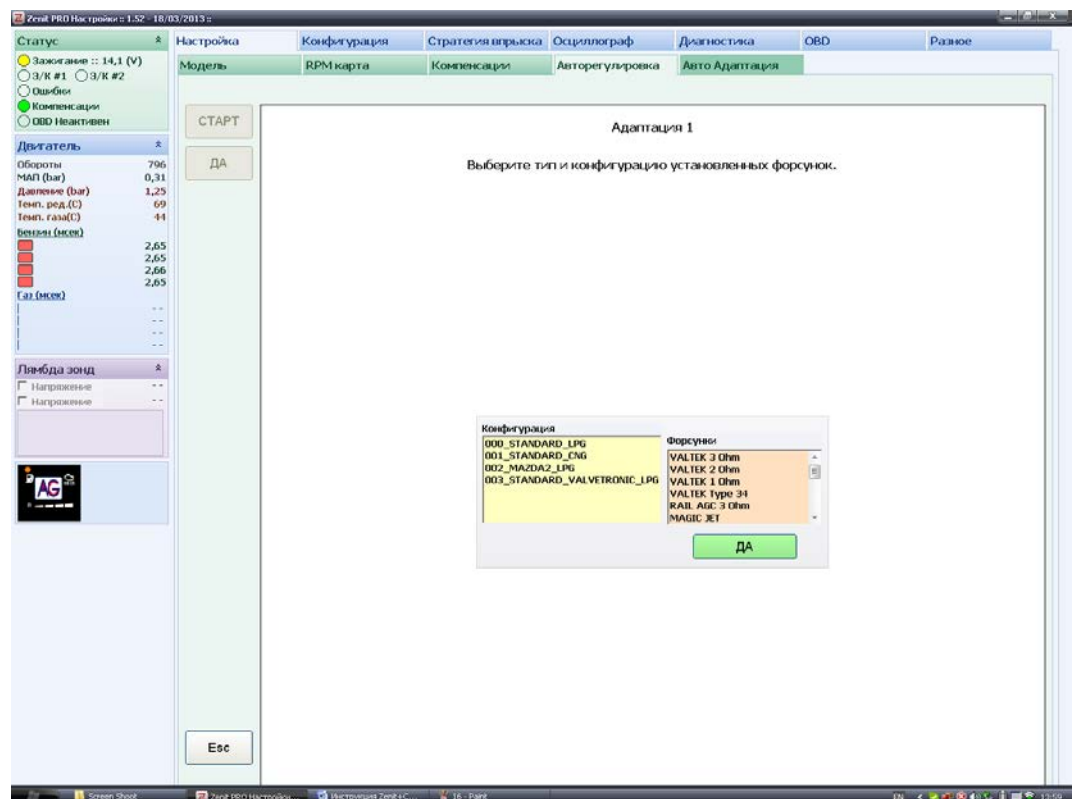 Zenit PRO Настройки :: 1.52 - 18/03/2013 ::
Статус
Зажигание :: 14,1 (V)
З/К #1 З/К #2
Ошибки
Компенсации
OBD Неактивен
Двигатель
Обороты 796
МАП (bar) 0,31
Давление (bar) 1,25
Темп. ред.(C) 69
Темп. газа(C) 44
Бензин (мсек)
2,65
2,65
2,66
2,65
Газ (мсек)
- -
- -
- -
- -
Лямбда зонд
Напряжение - -
Напряжение - -
AG
Настройка Конфигурация Стратегия впрыска Осциллограф Диагностика OBD Разное
Модель RPM карта Компенсации Авторегулировка Авто Адаптация
СТАРТ
ДА
Адаптация 1
Выберите тип и конфигурацию установленных форсунок.
Конфигурация
000_STANDARD_LPG
001_STANDARD_CNG
002_MAZDA2_LPG
003_STANDARD_VALVETRONIC_LPG
Форсунки
VALTEK 3 Ohm
VALTEK 2 Ohm
VALTEK 1 Ohm
VALTEK Type 34
RAIL AGC 3 Ohm
MAGIC JET
ДА
Esc
Screen Shoot Zenit PRO Настройки... Инструкция Zenit+C... 16 - Paint EN 13:59